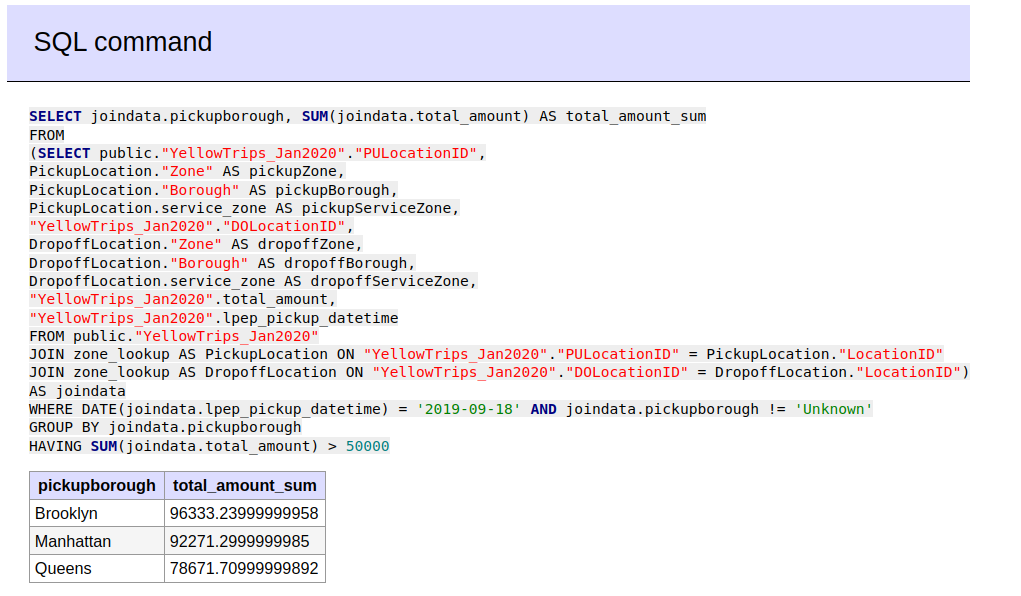 SQL command
SELECT joindata.pickupborough, SUM(joindata.total_amount) AS total_amount_sum
FROM
(SELECT public."YellowTrips_Jan2020"."PULocationID",
PickupLocation."Zone" AS pickupZone,
PickupLocation."Borough" AS pickupBorough,
PickupLocation.service_zone AS pickupServiceZone,
"YellowTrips_Jan2020"."DOLocationID",
DropoffLocation."Zone" AS dropoffZone,
DropoffLocation."Borough" AS dropoffBorough,
DropoffLocation.service_zone AS dropoffServiceZone,
"YellowTrips_Jan2020".total_amount,
"YellowTrips_Jan2020".lpep_pickup_datetime
FROM public."YellowTrips_Jan2020"
JOIN zone_lookup AS PickupLocation ON "YellowTrips_Jan2020"."PULocationID" = PickupLocation."LocationID"
JOIN zone_lookup AS DropoffLocation ON "YellowTrips_Jan2020"."DOLocationID" = DropoffLocation."LocationID")
AS joindata
WHERE DATE(joindata.lpep_pickup_datetime) = '2019-09-18' AND joindata.pickupborough != 'Unknown'
GROUP BY joindata.pickupborough
HAVING SUM(joindata.total_amount) > 50000
pickupborough total_amount_sum
Brooklyn 96333.23999999958
Manhattan 92271.2999999985
Queens 78671.70999999892